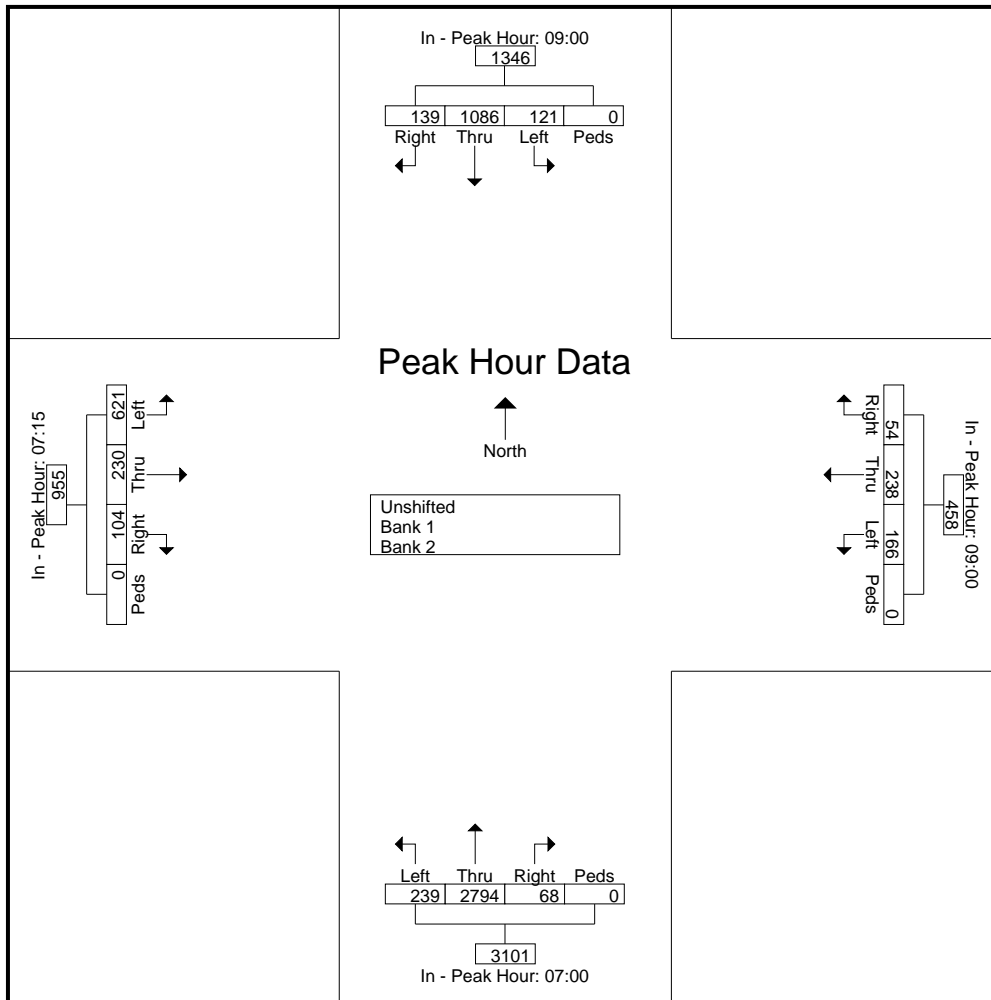 In - Peak Hour: 09:00
1346
139 1086 121 0
Right Thru Left Peds
Peak Hour Data
North
Unshifted
Bank 1
Bank 2
In - Peak Hour: 07:15
955
621 230 104 0
Left Thru Right Peds
Right Thru Left Peds
54 238 166 0
458
In - Peak Hour: 09:00
Left Thru Right Peds
239 2794 68 0
3101
In - Peak Hour: 07:00